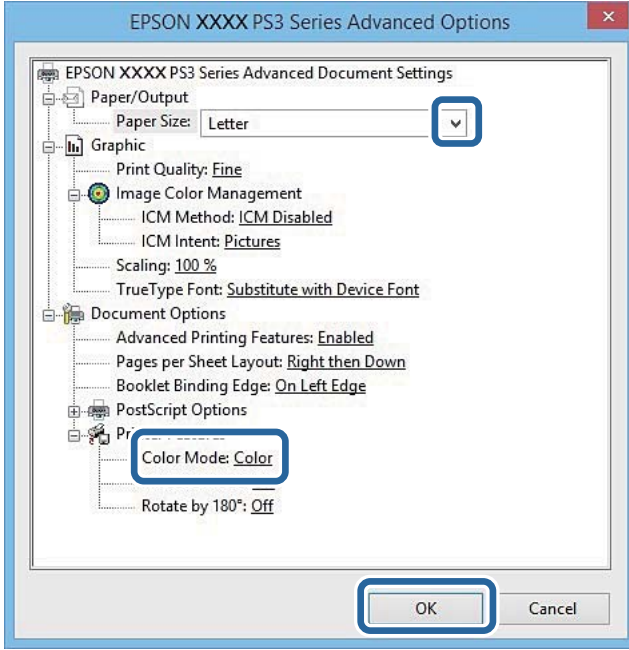 EPSON XXXX PS3 Series Advanced Options
EPSON XXXX PS3 Series Advanced Document Settings
Paper/Output
Paper Size: Letter
Graphic
Print Quality: Fine
Image Color Management
ICM Method: ICM Disabled
ICM Intent: Pictures
Scaling: 100 %
TrueType Font: Substitute with Device Font
Document Options
Advanced Printing Features: Enabled
Pages per Sheet Layout: Right then Down
Booklet Binding Edge: On Left Edge
PostScript Options
Color Mode: Color
Rotate by 180°: Off
OK Cancel